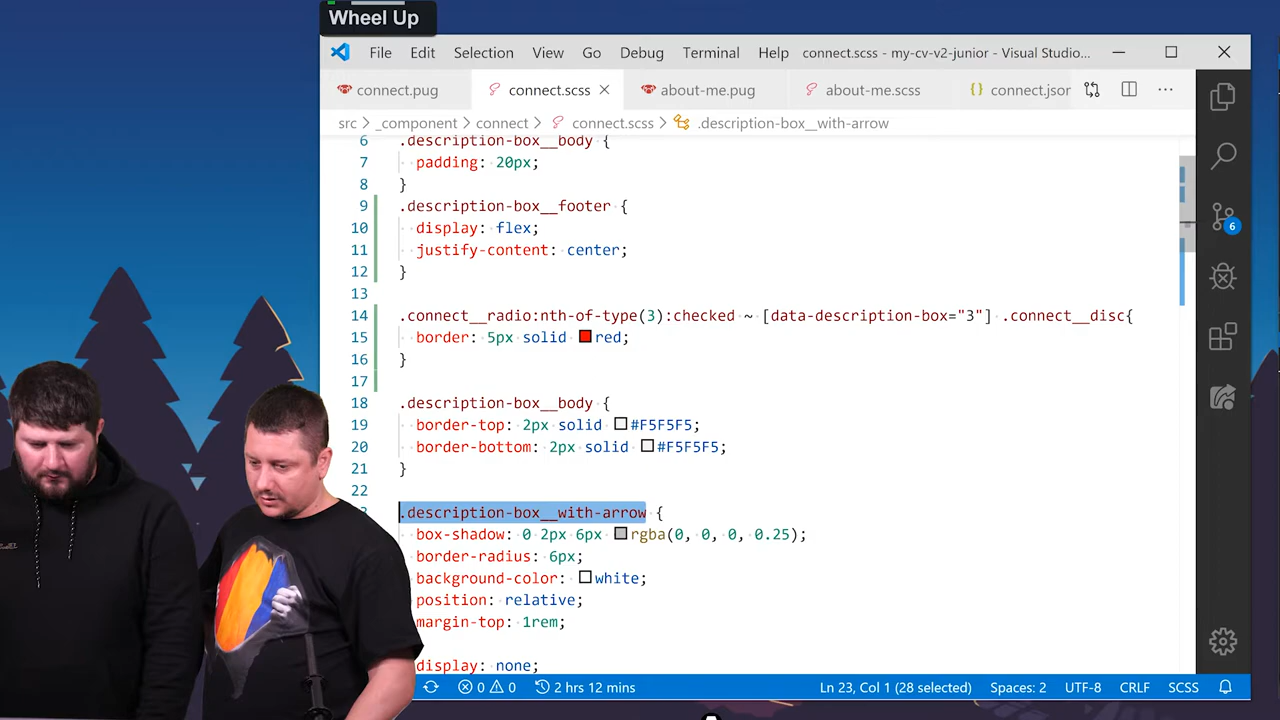 Wheel Up
File Edit Selection View Go Debug Terminal Help connect.scss - my-cv-v2-junior - Visual Studio...
connect.pug connect.scss about-me.pug about-me.scss connect.json
src > _component > connect > connect.scss > .description-box__with-arrow
6 .description-box__body {
7 padding: 20px;
8 }
9 .description-box__footer {
10 display: flex;
11 justify-content: center;
12 }
13
14 .connect__radio:nth-of-type(3):checked ~ [data-description-box="3"] .connect__disc{
15 border: 5px solid red;
16 }
17
18 .description-box__body {
19 border-top: 2px solid #F5F5F5;
20 border-bottom: 2px solid #F5F5F5;
21 }
22
.description-box__with-arrow {
box-shadow: 0 2px 6px rgba(0, 0, 0, 0.25);
border-radius: 6px;
background-color: white;
position: relative;
margin-top: 1rem;
display: none;
6
0 0 2 hrs 12 mins Ln 23, Col 1 (28 selected) Spaces: 2 UTF-8 CRLF SCSS